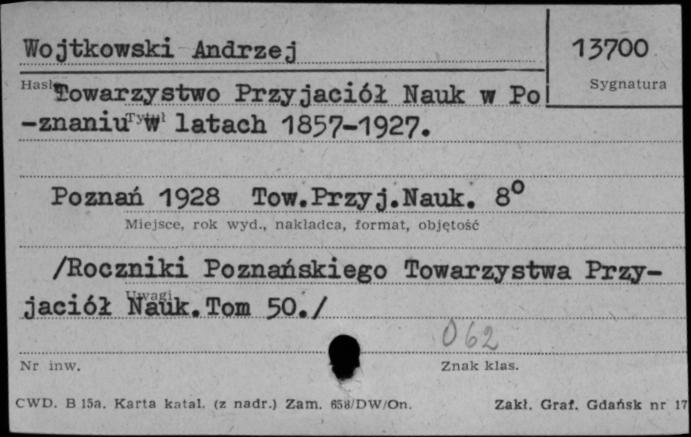 Wojtkowski Andrzej
13700
Hasło
Sygnatura
Towarzystwo Przyjaciół Nauk w Po
-znaniu w latach 1857-1927.
Tytuł
Poznań 1928 Tow.Przyj.Nauk. 8°
Miejsce, rok wyd., nakładca, format, objętość
/Roczniki Poznańskiego Towarzystwa Przy-
jaciół Nauk.Tom 50./
Uwagi
062
Nr inw.
Znak klas.
CWD. B 15a. Karta katal. (z nadr.) Zam. 658/DW/On.
Zakł. Graf. Gdańsk nr 17